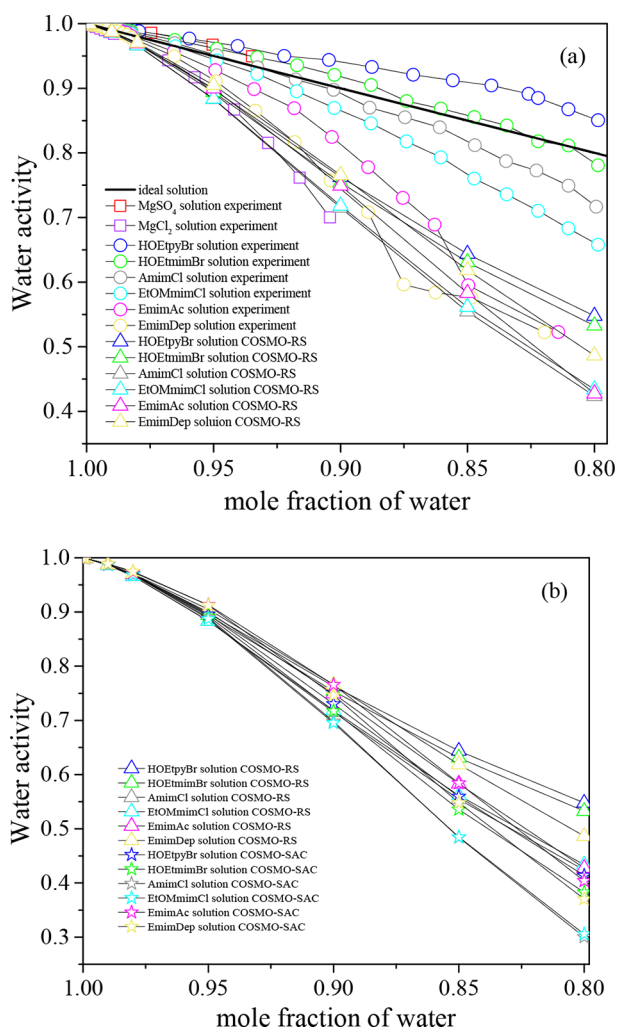 (a)
1.0
0.9
0.8
0.7
0.6
0.5
0.4
Water activity
ideal solution
MgSO4 solution experiment
MgCl2 solution experiment
HOEtpyBr solution experiment
HOEtmimBr solution experiment
AmimCl solution experiment
EtOMmimCl solution experiment
EmimAc solution experiment
EmimDep solution experiment
HOEtpyBr solution COSMO-RS
HOEtmimBr solution COSMO-RS
AmimCl solution COSMO-RS
EtOMmimCl solution COSMO-RS
EmimAc solution COSMO-RS
EmimDep soluion COSMO-RS
1.00 0.95 0.90 0.85 0.80
mole fraction of water
(b)
1.0
0.9
0.8
0.7
0.6
0.5
0.4
0.3
Water activity
HOEtpyBr solution COSMO-RS
HOEtmimBr solution COSMO-RS
AmimCl solution COSMO-RS
EtOMmimCl solution COSMO-RS
EmimAc solution COSMO-RS
EmimDep solution COSMO-RS
HOEtpyBr solution COSMO-SAC
HOEtmimBr solution COSMO-SAC
AmimCl solution COSMO-SAC
EtOMmimCl solution COSMO-SAC
EmimAc solution COSMO-SAC
EmimDep solution COSMO-SAC
1.00 0.95 0.90 0.85 0.80
mole fraction of water